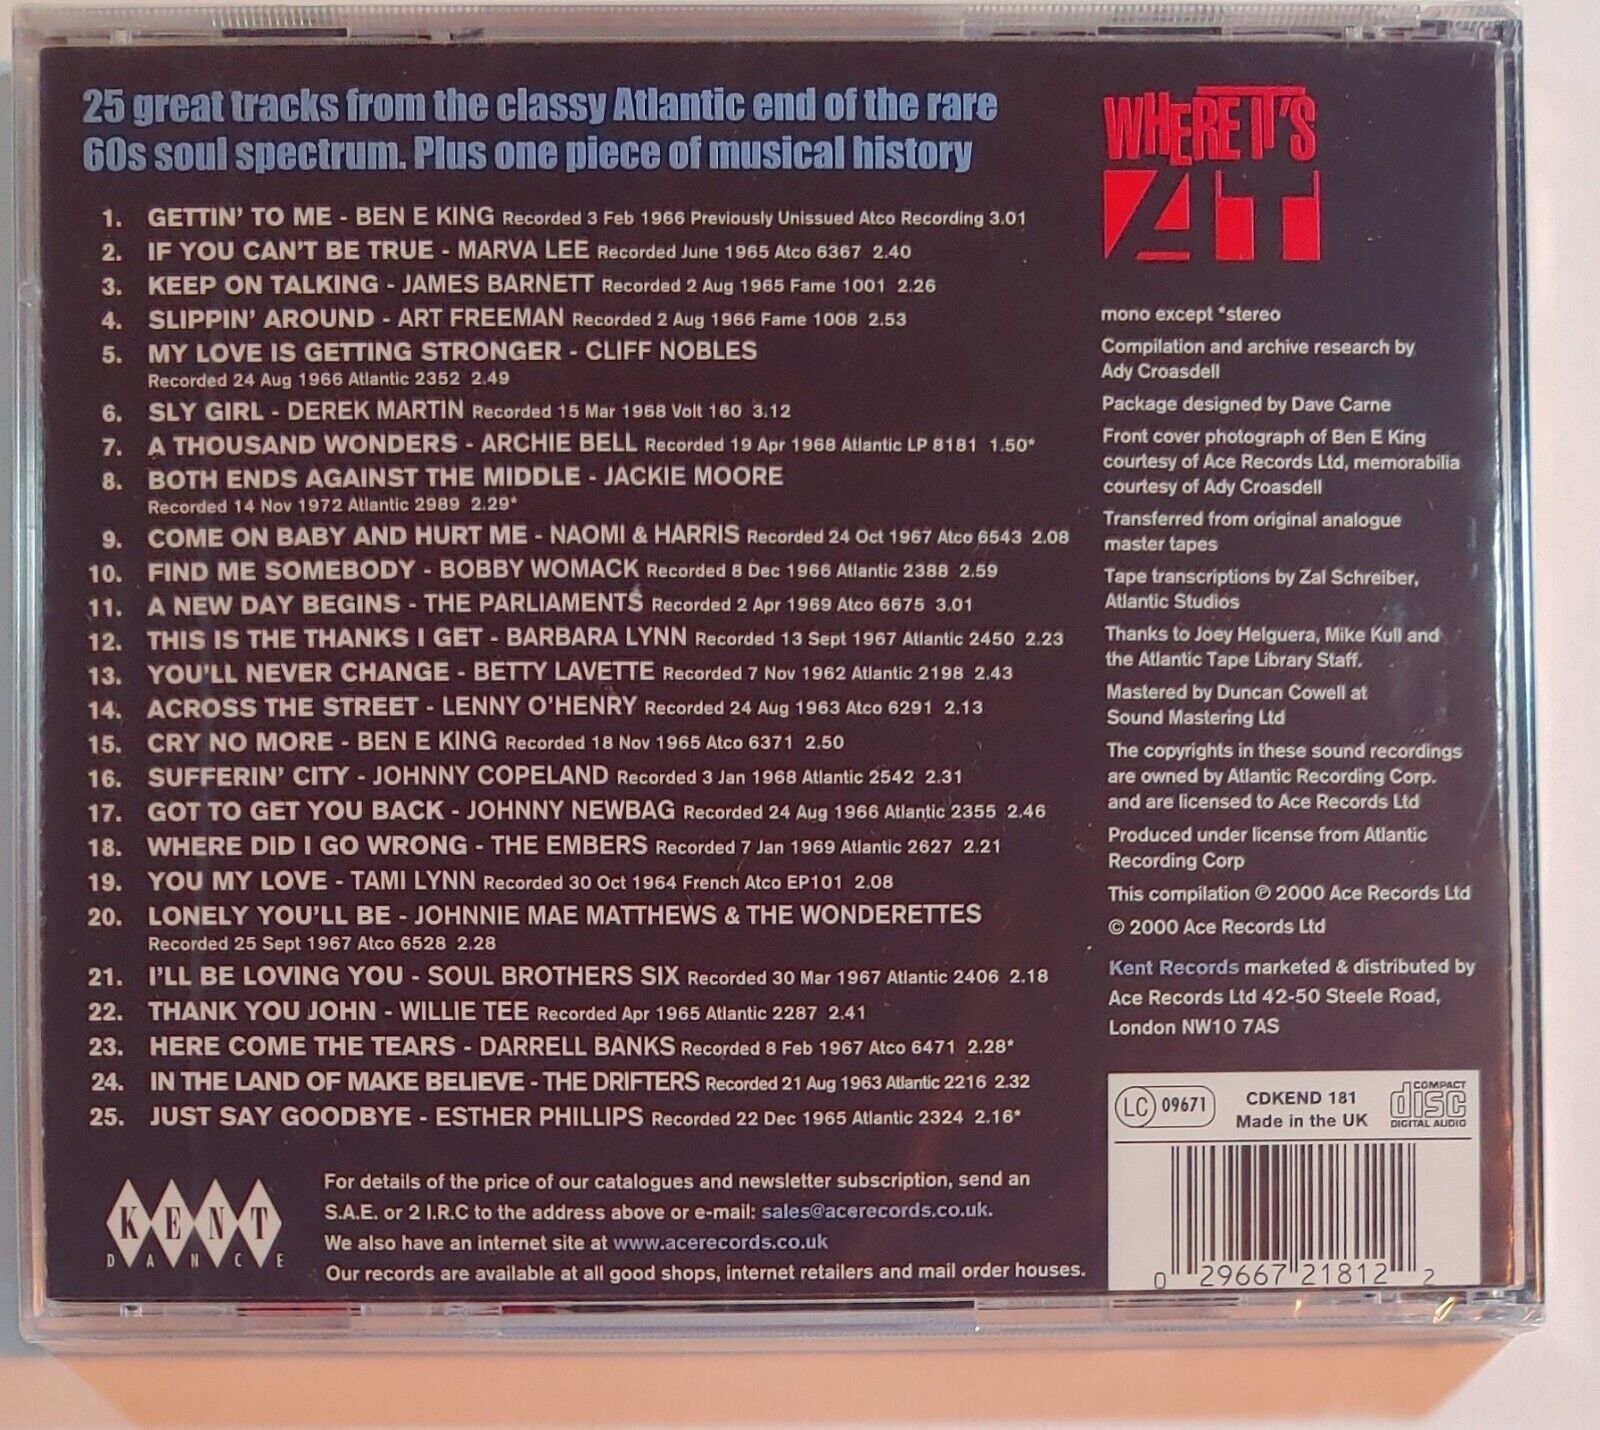 25 great tracks from the classy Atlantic end of the rare
60s soul spectrum. Plus one piece of musical history
1. GETTIN' TO ME - BEN E KING Recorded 3 Feb 1966 Previously Unissued Atco Recording 3.01
2. IF YOU CAN'T BE TRUE - MARVA LEE Recorded June 1965 Atco 6367 2.40
3. KEEP ON TALKING - JAMES BARNETT Recorded 2 Aug 1965 Fame 1001 2.26
4. SLIPPIN' AROUND - ART FREEMAN Recorded 2 Aug 1966 Fame 1008 2.53
5. MY LOVE IS GETTING STRONGER - CLIFF NOBLES
Recorded 24 Aug 1966 Atlantic 2352 2.49
6. SLY GIRL - DEREK MARTIN Recorded 15 Mar 1968 Volt 160 3.12
7. A THOUSAND WONDERS - ARCHIE BELL Recorded 19 Apr 1968 Atlantic LP 8181 1.50*
8. BOTH ENDS AGAINST THE MIDDLE - JACKIE MOORE
Recorded 14 Nov 1972 Atlantic 2989 2.29*
9. COME ON BABY AND HURT ME - NAOMI & HARRIS Recorded 24 Oct 1967 Atco 6543 2.08
10. FIND ME SOMEBODY - BOBBY WOMACK Recorded 8 Dec 1966 Atlantic 2388 2.59
11. A NEW DAY BEGINS - THE PARLIAMENTS Recorded 2 Apr 1969 Atco 6675 3.01
12. THIS IS THE THANKS I GET - BARBARA LYNN Recorded 13 Sept 1967 Atlantic 2450 2.23
13. YOU'LL NEVER CHANGE - BETTY LAVETTE Recorded 7 Nov 1962 Atlantic 2198 2.43
14. ACROSS THE STREET - LENNY O'HENRY Recorded 24 Aug 1963 Atco 6291 2.13
15. CRY NO MORE - BEN E KING Recorded 18 Nov 1965 Atco 6371 2.50
16. SUFFERIN' CITY - JOHNNY COPELAND Recorded 3 Jan 1968 Atlantic 2542 2.31
17. GOT TO GET YOU BACK - JOHNNY NEWBAG Recorded 24 Aug 1966 Atlantic 2355 2.46
18. WHERE DID I GO WRONG - THE EMBERS Recorded 7 Jan 1969 Atlantic 2627 2.21
19. YOU MY LOVE - TAMI LYNN Recorded 30 Oct 1964 French Atco EP101 2.08
20. LONELY YOU'LL BE - JOHNNIE MAE MATTHEWS & THE WONDERETTES
Recorded 25 Sept 1967 Atco 6528 2.28
21. I'LL BE LOVING YOU - SOUL BROTHERS SIX Recorded 30 Mar 1967 Atlantic 2406 2.18
22. THANK YOU JOHN - WILLIE TEE Recorded Apr 1965 Atlantic 2287 2.41
23. HERE COME THE TEARS - DARRELL BANKS Recorded 8 Feb 1967 Atco 6471 2.28*
24. IN THE LAND OF MAKE BELIEVE - THE DRIFTERS Recorded 21 Aug 1963 Atlantic 2216 2.32
25. JUST SAY GOODBYE - ESTHER PHILLIPS Recorded 22 Dec 1965 Atlantic 2324 2.16*
KENT
DANCE
For details of the price of our catalogues and newsletter subscription, send an
S.A.E. or 2 I.R.C to the address above or e-mail: sales@acerecords.co.uk.
We also have an internet site at www.acerecords.co.uk
Our records are available at all good shops, internet retailers and mail order houses.
WHERE IT'S
AT
mono except *stereo
Compilation and archive research by
Ady Croasdell
Package designed by Dave Carne
Front cover photograph of Ben E King
courtesy of Ace Records Ltd, memorabilia
courtesy of Ady Croasdell
Transferred from original analogue
master tapes
Tape transcriptions by Zal Schreiber,
Atlantic Studios
Thanks to Joey Helguera, Mike Kull and
the Atlantic Tape Library Staff.
Mastered by Duncan Cowell at
Sound Mastering Ltd
The copyrights in these sound recordings
are owned by Atlantic Recording Corp.
and are licensed to Ace Records Ltd
Produced under license from Atlantic
Recording Corp
This compilation ℗ 2000 Ace Records Ltd
© 2000 Ace Records Ltd
Kent Records marketed & distributed by
Ace Records Ltd 42-50 Steele Road,
London NW10 7AS
LC 09671
CDKEND 181
Made in the UK
COMPACT
disc
DIGITAL AUDIO
0 29667 21812 2